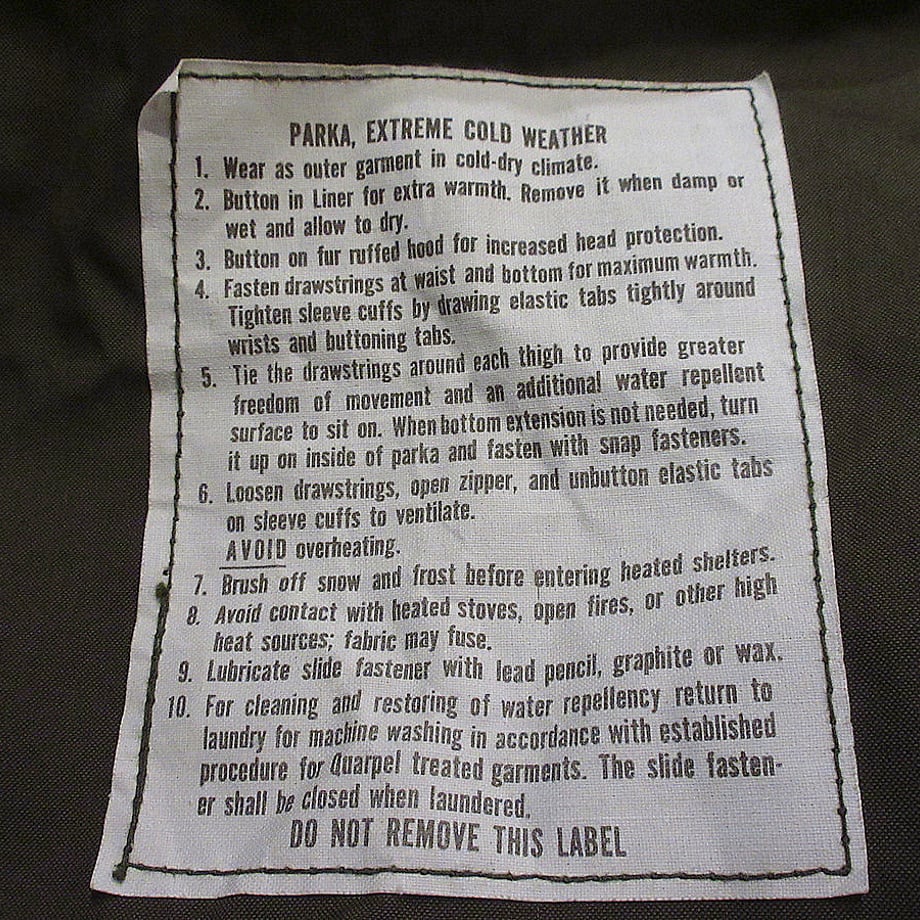 PARKA, EXTREME COLD WEATHER
1. Wear as outer garment in cold-dry climate.
2. Button in Liner for extra warmth. Remove it when damp or
wet and allow to dry.
3. Button on fur ruffed hood for increased head protection.
4. Fasten drawstrings at waist and bottom for maximum warmth.
Tighten sleeve cuffs by drawing elastic tabs tightly around
wrists and buttoning tabs.
5. Tie the drawstrings around each thigh to provide greater
freedom of movement and an additional water repellent
surface to sit on. When bottom extension is not needed, turn
it up on inside of parka and fasten with snap fasteners.
6. Loosen drawstrings, open zipper, and unbutton elastic tabs
on sleeve cuffs to ventilate.
AVOID overheating.
7. Brush off snow and frost before entering heated shelters.
8. Avoid contact with heated stoves, open fires, or other high
heat sources; fabric may fuse.
9. Lubricate slide fastener with lead pencil, graphite or wax.
10. For cleaning and restoring of water repellency return to
laundry for machine washing in accordance with established
procedure for Quarpel treated garments. The slide fasten-
er shall be closed when laundered.
DO NOT REMOVE THIS LABEL